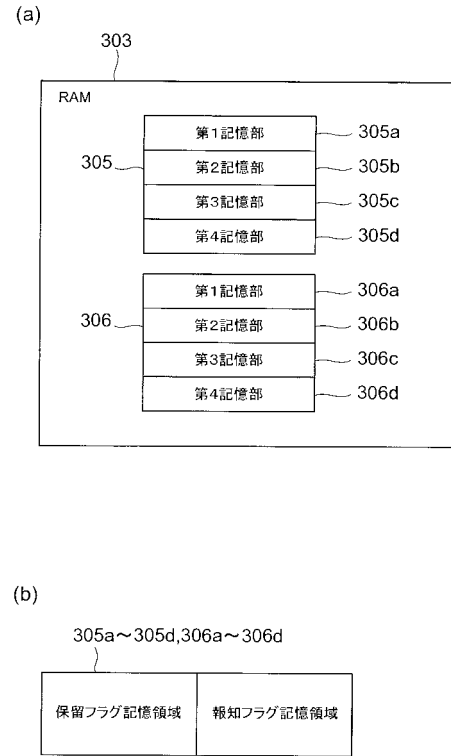 (a)
303
RAM
第1記憶部 305a
305 第2記憶部 305b
第3記憶部 305c
第4記憶部 305d
第1記憶部 306a
306 第2記憶部 306b
第3記憶部 306c
第4記憶部 306d
(b)
305a～305d,306a～306d
保留フラグ記憶領域 報知フラグ記憶領域